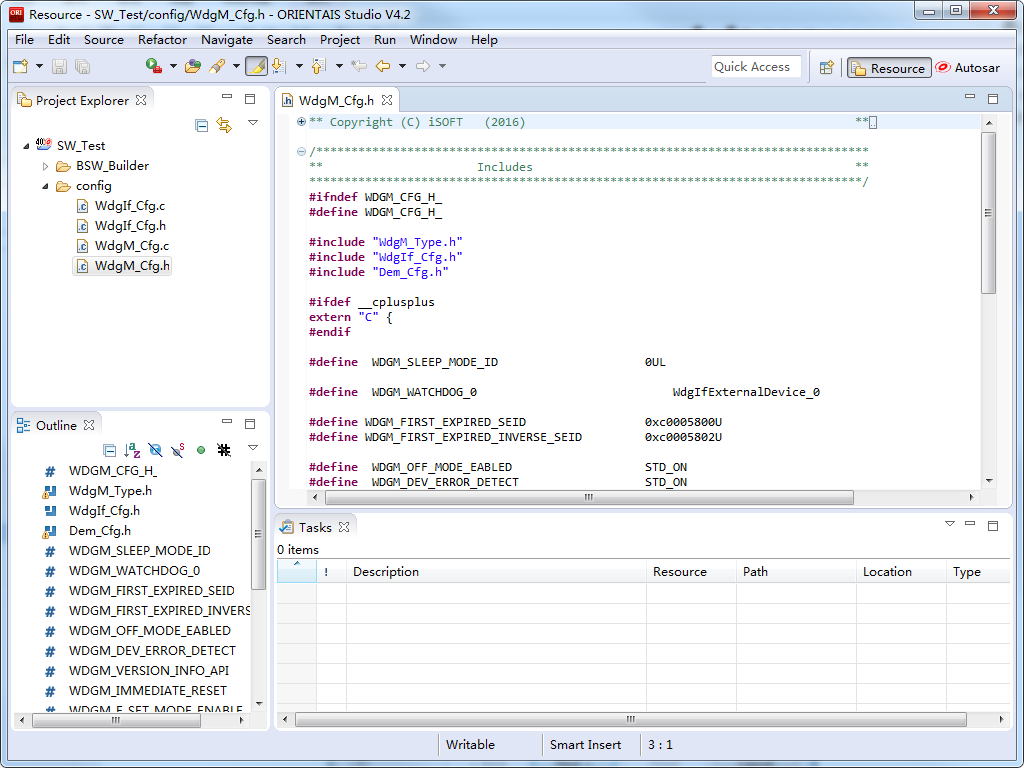 Resource - SW_Test/config/WdgM_Cfg.h - ORIENTAIS Studio V4.2
File Edit Source Refactor Navigate Search Project Run Window Help
Quick Access
Resource
Autosar
Project Explorer
SW_Test
BSW_Builder
config
WdgIf_Cfg.c
WdgIf_Cfg.h
WdgM_Cfg.c
WdgM_Cfg.h
WdgM_Cfg.h
** Copyright (C) iSOFT (2016) **
/*******************************************************************************
** Includes **
*******************************************************************************/
#ifndef WDGM_CFG_H_
#define WDGM_CFG_H_
#include "WdgM_Type.h"
#include "WdgIf_Cfg.h"
#include "Dem_Cfg.h"
#ifdef __cplusplus
extern "C" {
#endif
#define WDGM_SLEEP_MODE_ID 0UL
#define WDGM_WATCHDOG_0 WdgIfExternalDevice_0
#define WDGM_FIRST_EXPIRED_SEID 0xc0005800U
#define WDGM_FIRST_EXPIRED_INVERSE_SEID 0xc0005802U
#define WDGM_OFF_MODE_EABLED STD_ON
#define WDGM_DEV_ERROR_DETECT STD_ON
Outline
WDGM_CFG_H_
WdgM_Type.h
WdgIf_Cfg.h
Dem_Cfg.h
WDGM_SLEEP_MODE_ID
WDGM_WATCHDOG_0
WDGM_FIRST_EXPIRED_SEID
WDGM_FIRST_EXPIRED_INVERS
WDGM_OFF_MODE_EABLED
WDGM_DEV_ERROR_DETECT
WDGM_VERSION_INFO_API
WDGM_IMMEDIATE_RESET
Tasks
0 items
! Description Resource Path Location Type
Writable Smart Insert 3 : 1